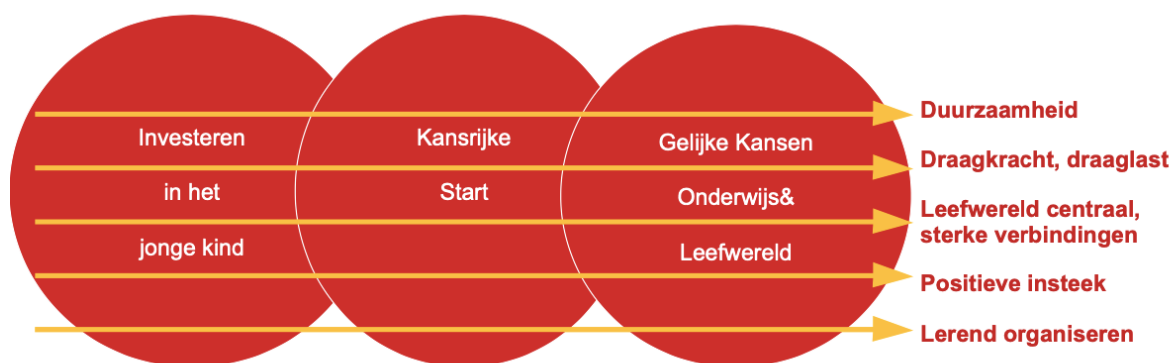 Investeren
in het
jonge kind
Kansrijke
Start
Gelijke Kansen
Onderwijs&
Leefwereld
Duurzaamheid
Draagkracht, draaglast
Leefwereld centraal,
sterke verbindingen
Positieve insteek
Lerend organiseren